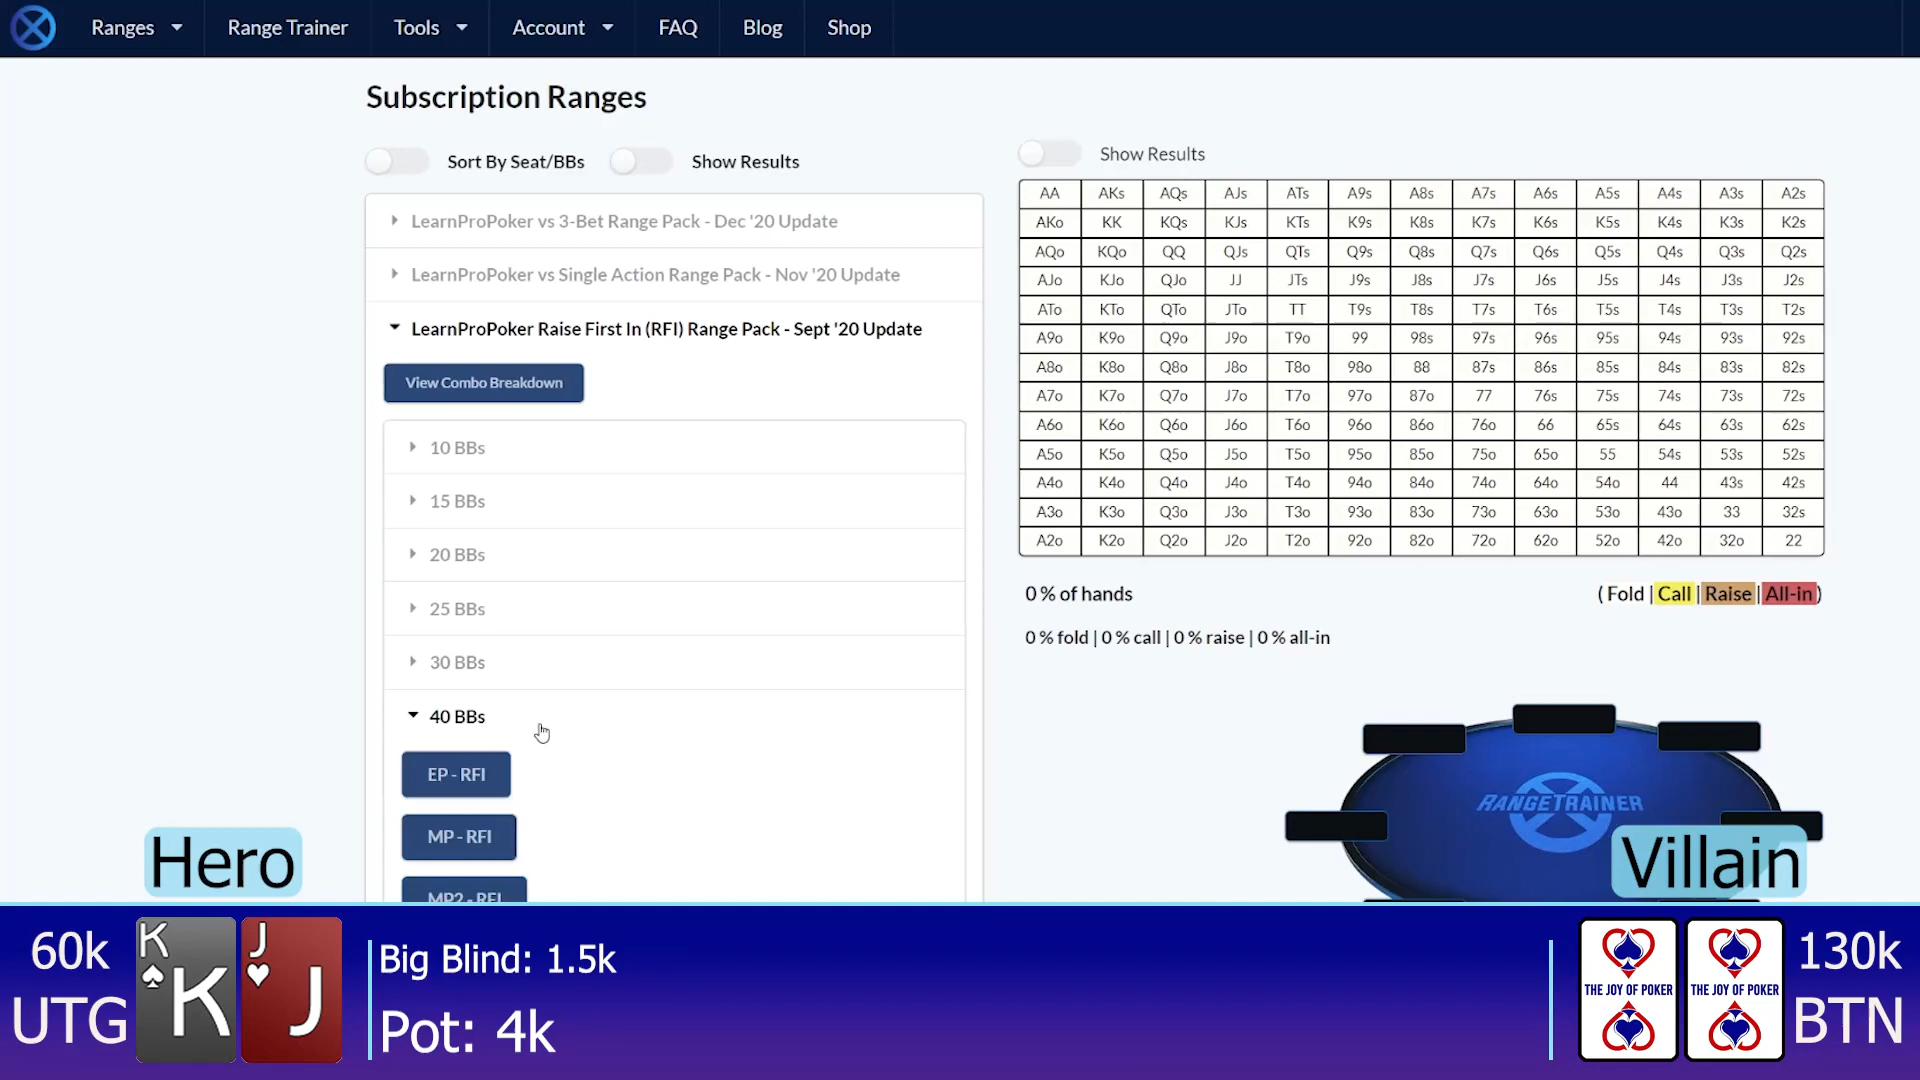 Ranges Range Trainer Tools Account FAQ Blog Shop
Subscription Ranges
Sort By Seat/BBs Show Results
LearnProPoker vs 3-Bet Range Pack - Dec '20 Update
LearnProPoker vs Single Action Range Pack - Nov '20 Update
LearnProPoker Raise First In (RFI) Range Pack - Sept '20 Update
View Combo Breakdown
10 BBs
15 BBs
20 BBs
25 BBs
30 BBs
40 BBs
EP - RFI
MP - RFI
MP2 - RFI
Show Results
AA AKs AQs AJs ATs A9s A8s A7s A6s A5s A4s A3s A2s
AKo KK KQs KJs KTs K9s K8s K7s K6s K5s K4s K3s K2s
AQo KQo QQ QJs QTs Q9s Q8s Q7s Q6s Q5s Q4s Q3s Q2s
AJo KJo QJo JJ JTs J9s J8s J7s J6s J5s J4s J3s J2s
ATo KTo QTo JTo TT T9s T8s T7s T6s T5s T4s T3s T2s
A9o K9o Q9o J9o T9o 99 98s 97s 96s 95s 94s 93s 92s
A8o K8o Q8o J8o T8o 98o 88 87s 86s 85s 84s 83s 82s
A7o K7o Q7o J7o T7o 97o 87o 77 76s 75s 74s 73s 72s
A6o K6o Q6o J6o T6o 96o 86o 76o 66 65s 64s 63s 62s
A5o K5o Q5o J5o T5o 95o 85o 75o 65o 55 54s 53s 52s
A4o K4o Q4o J4o T4o 94o 84o 74o 64o 54o 44 43s 42s
A3o K3o Q3o J3o T3o 93o 83o 73o 63o 53o 43o 33 32s
A2o K2o Q2o J2o T2o 92o 82o 72o 62o 52o 42o 32o 22
0 % of hands (Fold | Call | Raise | All-in)
0 % fold | 0 % call | 0 % raise | 0 % all-in
RANGETRAINER
Hero
Villain
60k
UTG
K
K
J
J
Big Blind: 1.5k
Pot: 4k
THE JOY OF POKER
THE JOY OF POKER
130k
BTN